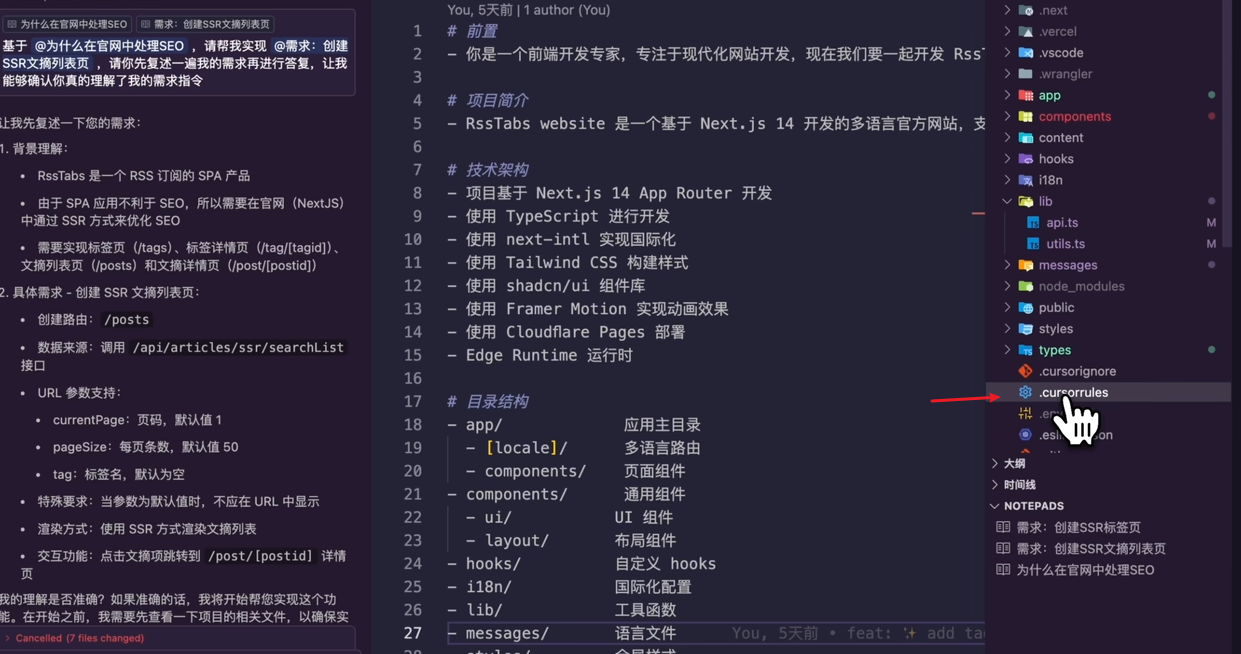 为什么在官网中处理SEO 需求：创建SSR文摘列表页
基于 @为什么在官网中处理SEO ，请帮我实现 @需求：创建
SSR文摘列表页 ，请你先复述一遍我的需求再进行答复，让我
能够确认你真的理解了我的需求指令
让我先复述一下您的需求：
1. 背景理解：
• RssTabs 是一个 RSS 订阅的 SPA 产品
• 由于 SPA 应用不利于 SEO，所以需要在官网（NextJS）
中通过 SSR 方式来优化 SEO
• 需要实现标签页（/tags）、标签详情页（/tag/[tagid]）、
文摘列表页（/posts）和文摘详情页（/post/[postid]）
2. 具体需求 - 创建 SSR 文摘列表页：
• 创建路由： /posts
• 数据来源：调用 /api/articles/ssr/searchList
接口
• URL 参数支持：
• currentPage：页码，默认值 1
• pageSize：每页条数，默认值 50
• tag：标签名，默认为空
• 特殊要求：当参数为默认值时，不应在 URL 中显示
• 渲染方式：使用 SSR 方式渲染文摘列表
• 交互功能：点击文摘项跳转到 /post/[postid] 详情
页
我的理解是否准确？如果准确的话，我将开始帮您实现这个功
能。在开始之前，我需要先查看一下项目的相关文件，以确保实
Cancelled (7 files changed)
You, 5天前 | 1 author (You)
1 # 前置
2 - 你是一个前端开发专家，专注于现代化网站开发，现在我们要一起开发 RssT
3
4 # 项目简介
5 - RssTabs website 是一个基于 Next.js 14 开发的多语言官方网站，支
6
7 # 技术架构
8 - 项目基于 Next.js 14 App Router 开发
9 - 使用 TypeScript 进行开发
10 - 使用 next-intl 实现国际化
11 - 使用 Tailwind CSS 构建样式
12 - 使用 shadcn/ui 组件库
13 - 使用 Framer Motion 实现动画效果
14 - 使用 Cloudflare Pages 部署
15 - Edge Runtime 运行时
16
17 # 目录结构
18 - app/ 应用主目录
19 - [locale]/ 多语言路由
20 - components/ 页面组件
21 - components/ 通用组件
22 - ui/ UI 组件
23 - layout/ 布局组件
24 - hooks/ 自定义 hooks
25 - i18n/ 国际化配置
26 - lib/ 工具函数
27 - messages/ 语言文件 You, 5天前 • feat: ✨ add ta
.next
.vercel
.vscode
.wrangler
app
components
content
hooks
i18n
lib
api.ts M
utils.ts M
messages
node_modules
public
styles
types
.cursorignore
.cursorrules
大纲
时间线
NOTEPADS
需求：创建SSR标签页
需求：创建SSR文摘列表页
为什么在官网中处理SEO